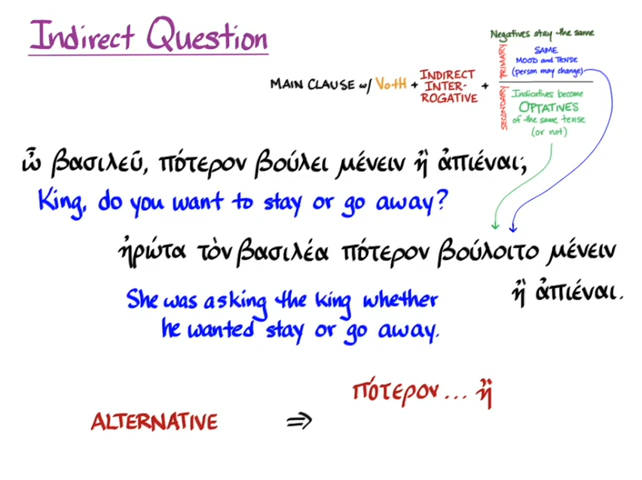 Indirect Question
Negatives stay the same
MAIN CLAUSE w/ VotH + INDIRECT INTER-ROGATIVE +
PRIMARY
SAME
MOOD and TENSE
(person may change)
SECONDARY
Indicatives become
OPTATIVES
of the same tense
(or not)
ὦ βασιλεῦ, πότερον βούλει μένειν ἢ ἀπιέναι;
King, do you want to stay or go away?
ἠρώτα τὸν βασιλέα πότερον βούλοιτο μένειν
ἢ ἀπιέναι.
She was asking the king whether
he wanted stay or go away.
πότερον... ἢ
ALTERNATIVE ⇒